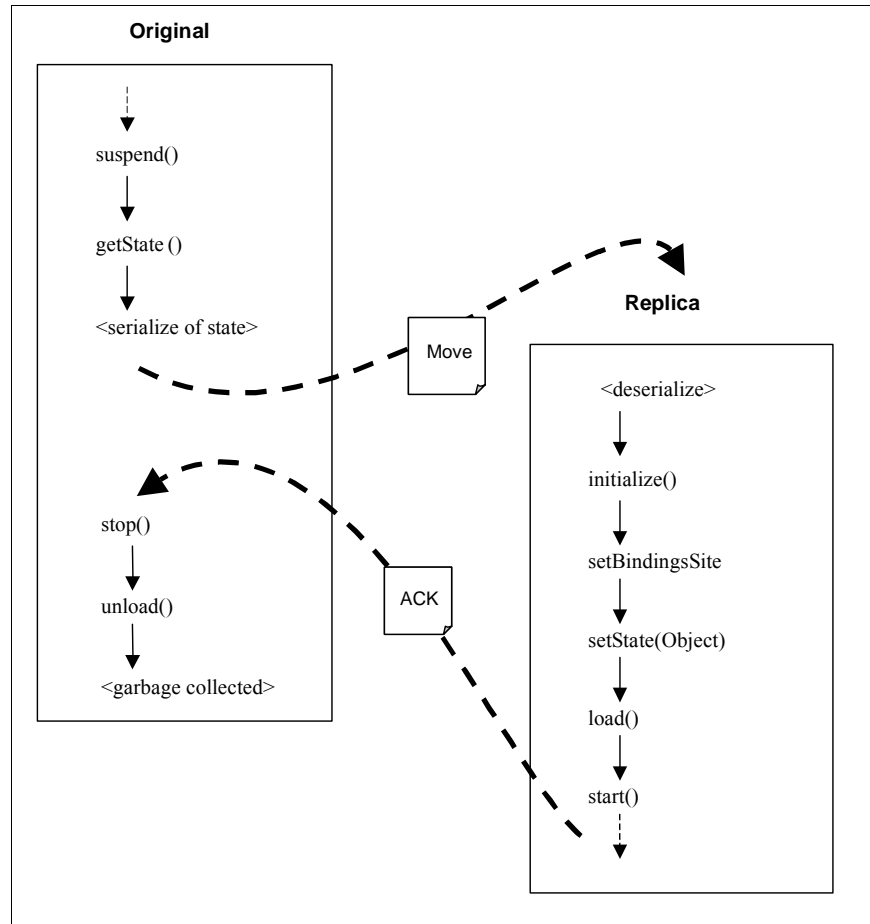 Original
suspend()
getState ()
<serialize of state>
Move
Replica
<deserialize>
initialize()
setBindingsSite
setState(Object)
load()
start()
ACK
stop()
unload()
<garbage collected>